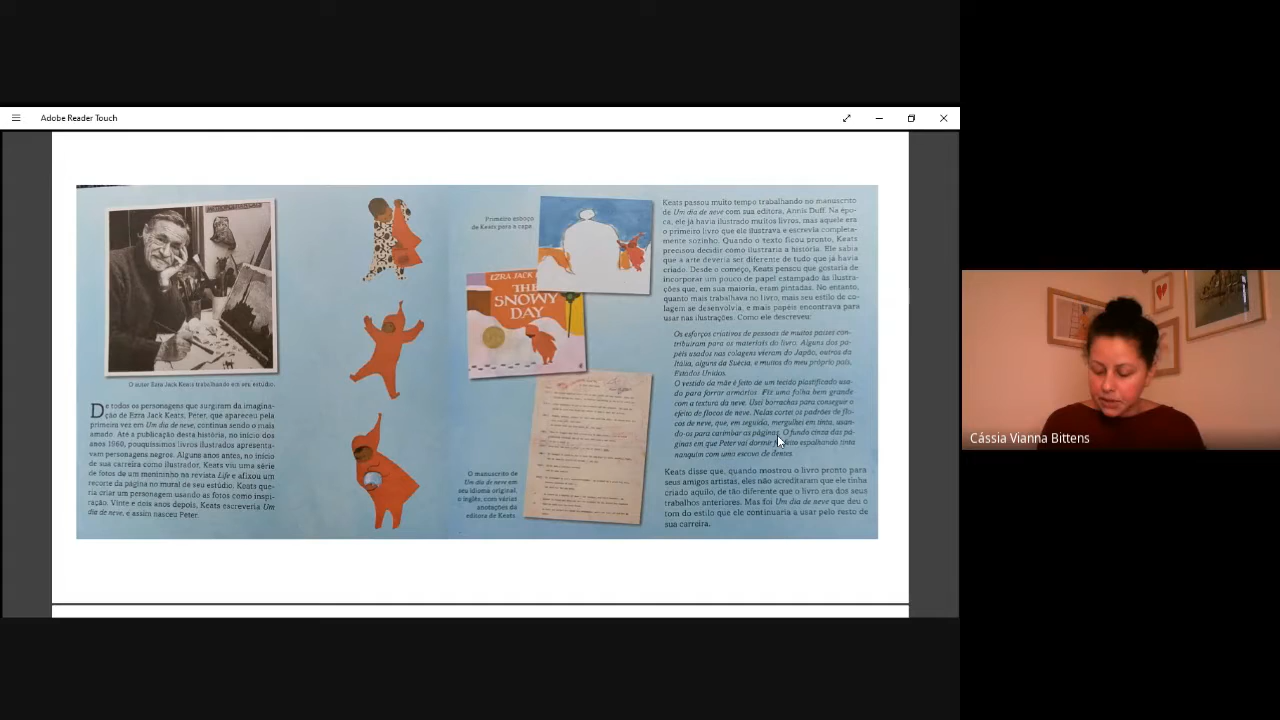 Adobe Reader Touch
O autor Ezra Jack Keats trabalhando em seu estúdio.
De todos os personagens que surgiram da imagina-
ção de Ezra Jack Keats, Peter, que apareceu pela
primeira vez em Um dia de neve, continua sendo o mais
amado. Até a publicação desta história, no início dos
anos 1960, pouquíssimos livros ilustrados apresenta-
vam personagens negros. Alguns anos antes, no início
de sua carreira como ilustrador, Keats viu uma série
de fotos de um menininho na revista Life e afixou um
recorte da página no mural de seu estúdio. Keats que-
ria criar um personagem usando as fotos como inspi-
ração. Vinte e dois anos depois, Keats escreveria Um
dia de neve, e assim nasceu Peter.
Primeiro esboço
de Keats para a capa.
EZRA JACK
THE
SNOWY
DAY
O manuscrito de
Um dia de neve em
seu idioma original,
o inglês, com várias
anotações da
editora de Keats.
Keats passou muito tempo trabalhando no manuscrito
de Um dia de neve com sua editora, Annis Duff. Na épo-
ca, ele já havia ilustrado muitos livros, mas aquele era
o primeiro livro que ele ilustrava e escrevia completa-
mente sozinho. Quando o texto ficou pronto, Keats
precisou decidir como ilustraria a história. Ele sabia
que a arte deveria ser diferente de tudo que já havia
criado. Desde o começo, Keats pensou que gostaria de
incorporar um pouco de papel estampado às ilustra-
ções que, em sua maioria, eram pintadas. No entanto,
quanto mais trabalhava no livro, mais seu estilo de co-
lagem se desenvolvia, e mais papéis encontrava para
usar nas ilustrações. Como ele descreveu:
Os esforços criativos de pessoas de muitos países con-
tribuíram para os materiais do livro. Alguns dos pa-
péis usados nas colagens vieram do Japão, outros da
Itália, alguns da Suécia, e muitos do meu próprio país,
Estados Unidos.
O vestido da mãe é feito de um tecido plastificado usa-
do para forrar armários. Fiz uma folha bem grande
com a textura da neve. Usei borrachas para conseguir o
efeito de flocos de neve. Nelas cortei os padrões de flo-
cos de neve, que, em seguida, mergulhei em tinta, usan-
do-os para carimbar as páginas. O fundo cinza das pá-
ginas em que Peter vai dormir feito espalhando tinta
nanquim com uma escova de dentes.
Keats disse que, quando mostrou o livro pronto para
seus amigos artistas, eles não acreditaram que ele tinha
criado aquilo, de tão diferente que o livro era dos seus
trabalhos anteriores. Mas foi Um dia de neve que deu o
tom do estilo que ele continuaria a usar pelo resto de
sua carreira.
Cássia Vianna Bittens